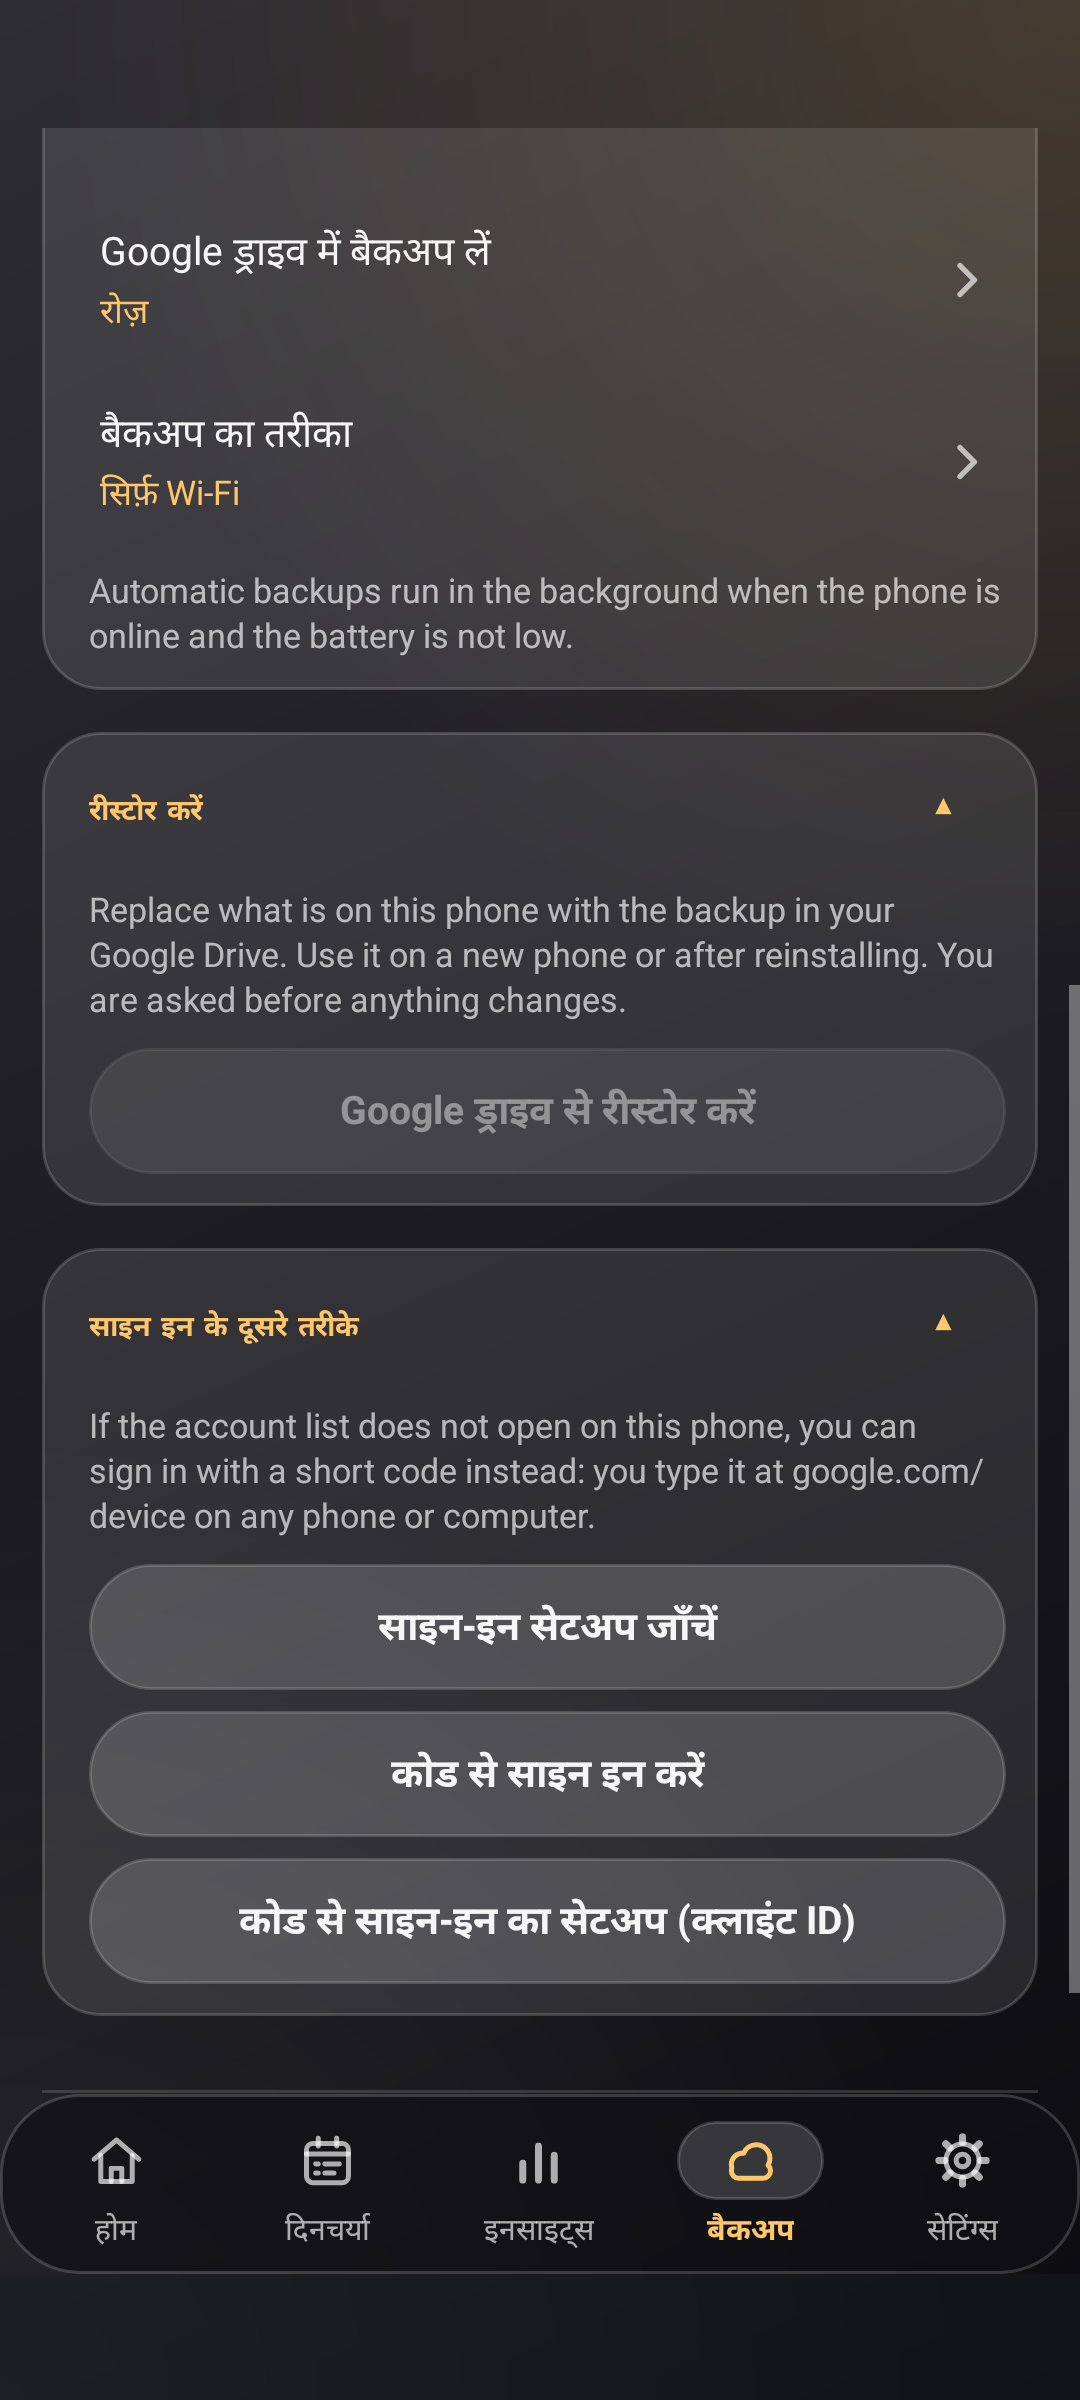 Google ड्राइव में बैकअप लें
रोज़
बैकअप का तरीका
सिर्फ़ Wi-Fi
Automatic backups run in the background when the phone is
online and the battery is not low.
रीस्टोर करें
Replace what is on this phone with the backup in your
Google Drive. Use it on a new phone or after reinstalling. You
are asked before anything changes.
Google ड्राइव से रीस्टोर करें
साइन इन के दूसरे तरीके
If the account list does not open on this phone, you can
sign in with a short code instead: you type it at google.com/
device on any phone or computer.
साइन-इन सेटअप जाँचें
कोड से साइन इन करें
कोड से साइन-इन का सेटअप (क्लाइंट ID)
होम
दिनचर्या
इनसाइट्स
बैकअप
सेटिंग्स